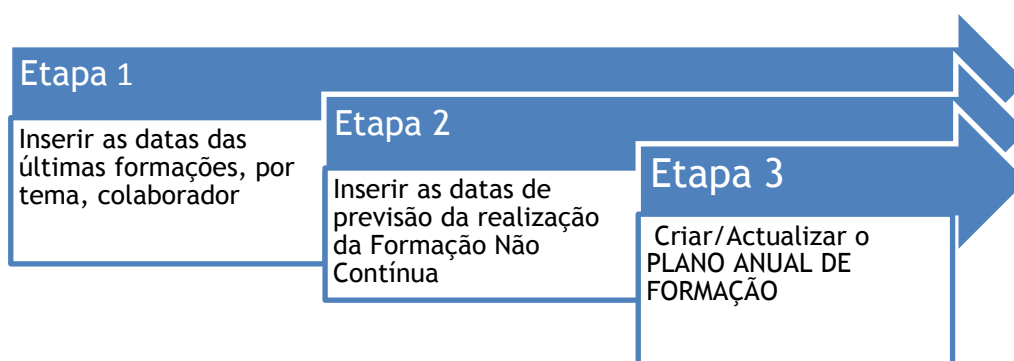 Etapa 1
Inserir as datas das
últimas formações, por
tema, colaborador
Etapa 2
Inserir as datas de
previsão da realização
da Formação Não
Contínua
Etapa 3
Criar/Actualizar o
PLANO ANUAL DE
FORMAÇÃO